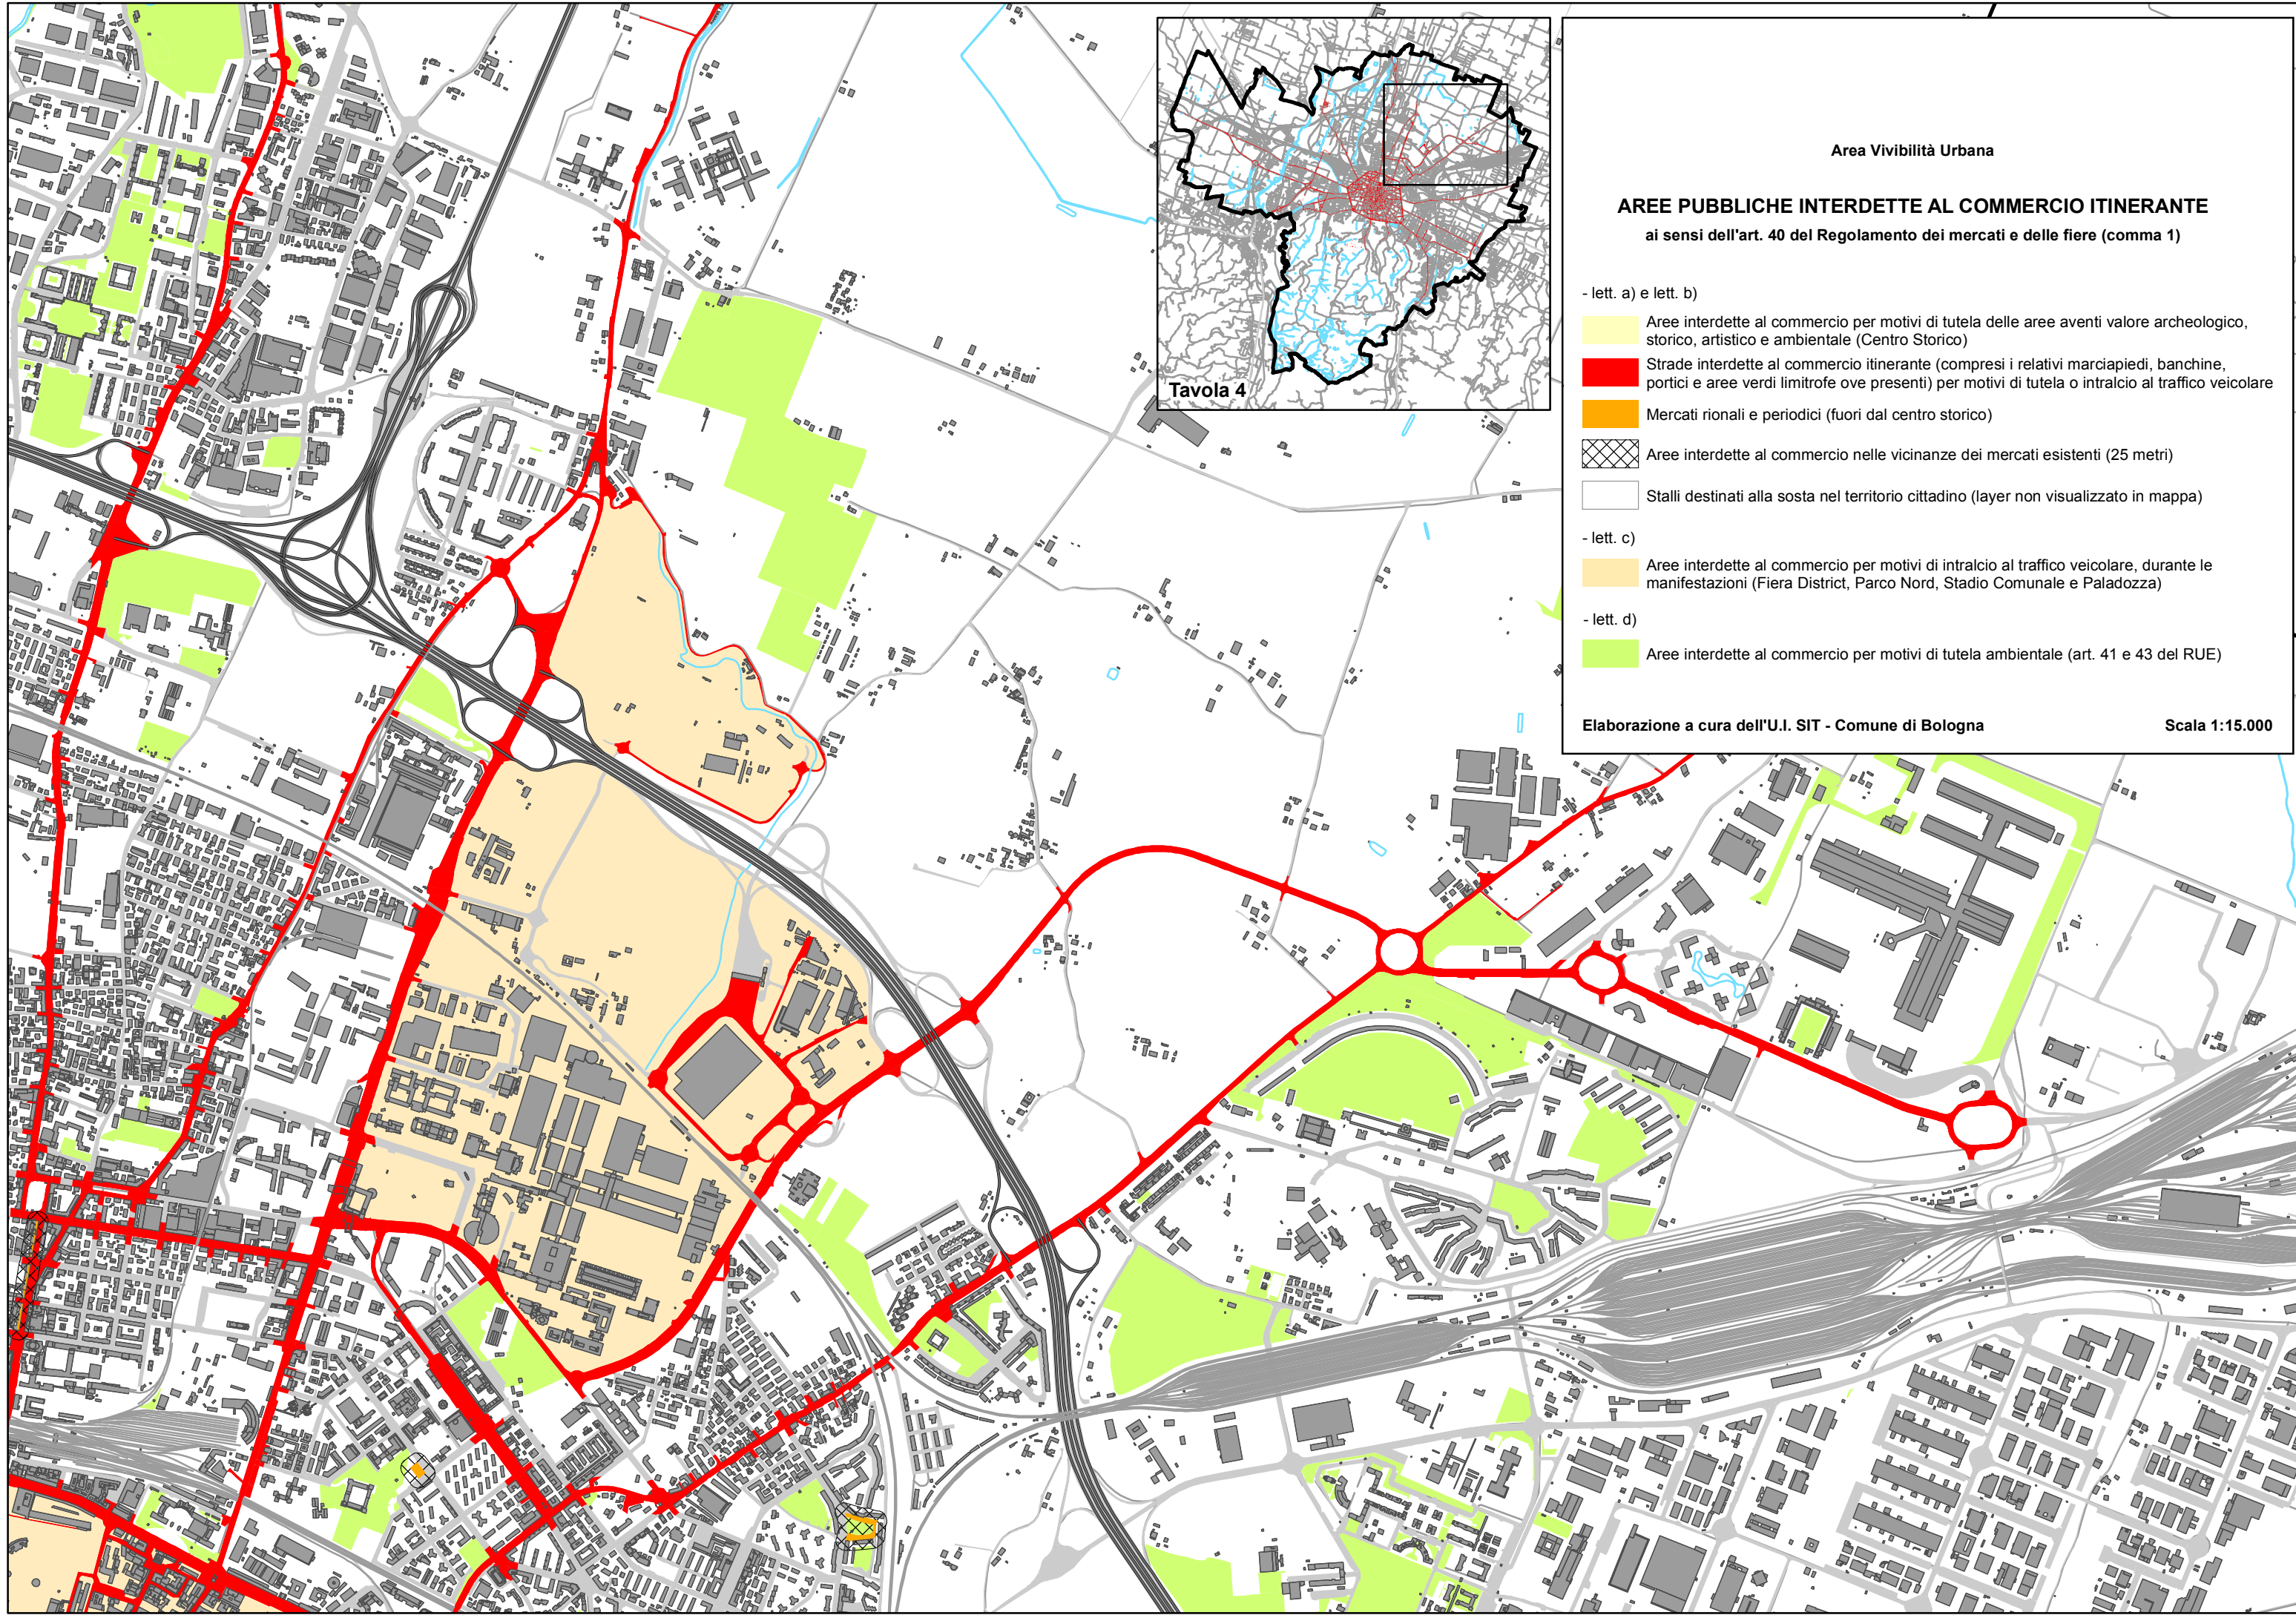 Tavola 4
Area Vivibilità Urbana
AREE PUBBLICHE INTERDETTE AL COMMERCIO ITINERANTE
ai sensi dell'art. 40 del Regolamento dei mercati e delle fiere (comma 1)
- lett. a) e lett. b)
Aree interdette al commercio per motivi di tutela delle aree aventi valore archeologico,
storico, artistico e ambientale (Centro Storico)
Strade interdette al commercio itinerante (compresi i relativi marciapiedi, banchine,
portici e aree verdi limitrofe ove presenti) per motivi di tutela o intralcio al traffico veicolare
Mercati rionali e periodici (fuori dal centro storico)
Aree interdette al commercio nelle vicinanze dei mercati esistenti (25 metri)
Stalli destinati alla sosta nel territorio cittadino (layer non visualizzato in mappa)
- lett. c)
Aree interdette al commercio per motivi di intralcio al traffico veicolare, durante le
manifestazioni (Fiera District, Parco Nord, Stadio Comunale e Paladozza)
- lett. d)
Aree interdette al commercio per motivi di tutela ambientale (art. 41 e 43 del RUE)
Elaborazione a cura dell'U.I. SIT - Comune di Bologna
Scala 1:15.000